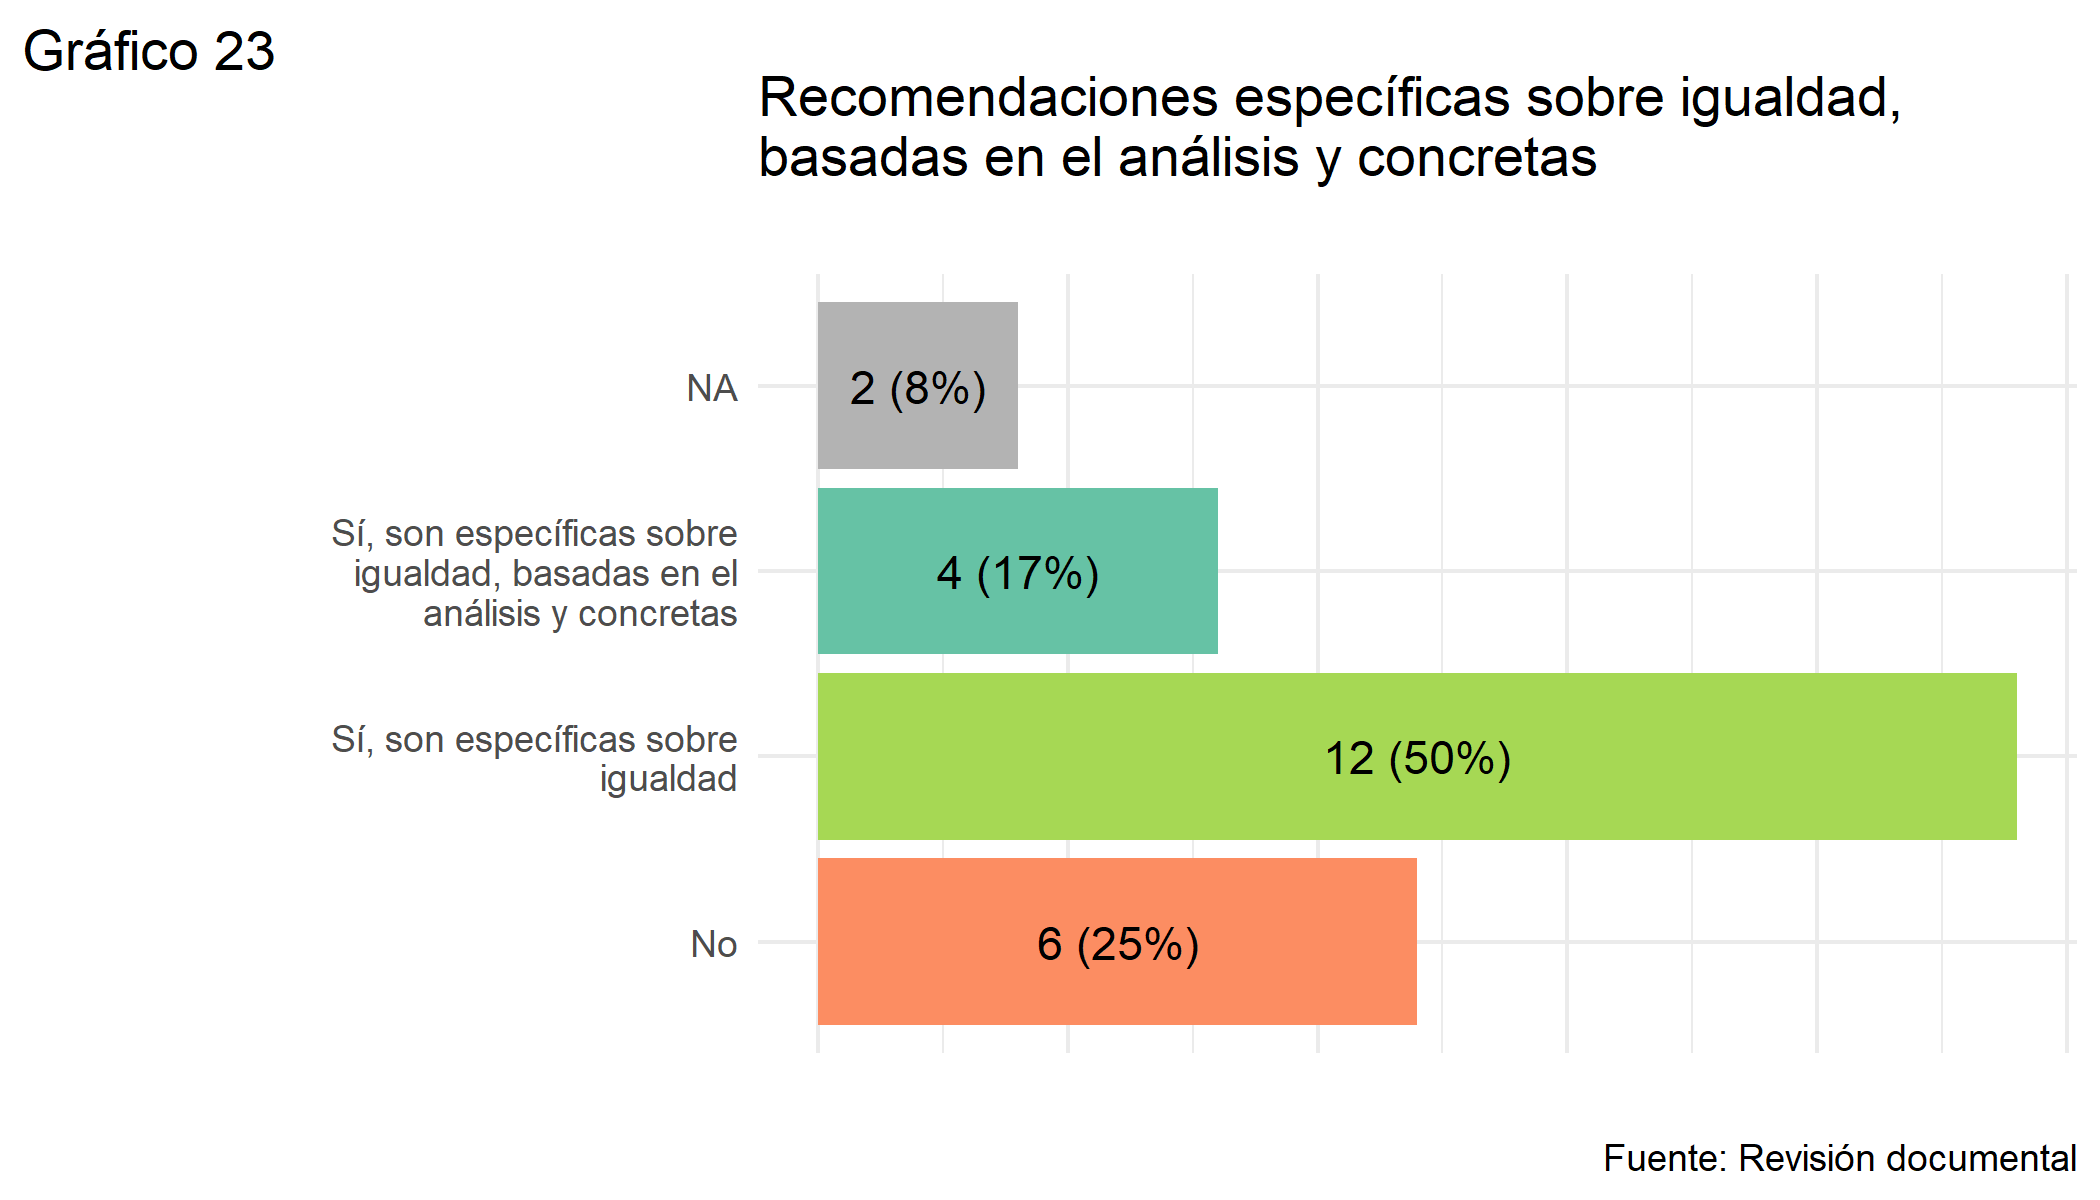 Gráfico 23
Recomendaciones específicas sobre igualdad,
basadas en el análisis y concretas
NA
2 (8%)
Sí, son específicas sobre
igualdad, basadas en el
análisis y concretas
4 (17%)
Sí, son específicas sobre
igualdad
12 (50%)
No
6 (25%)
Fuente: Revisión documental